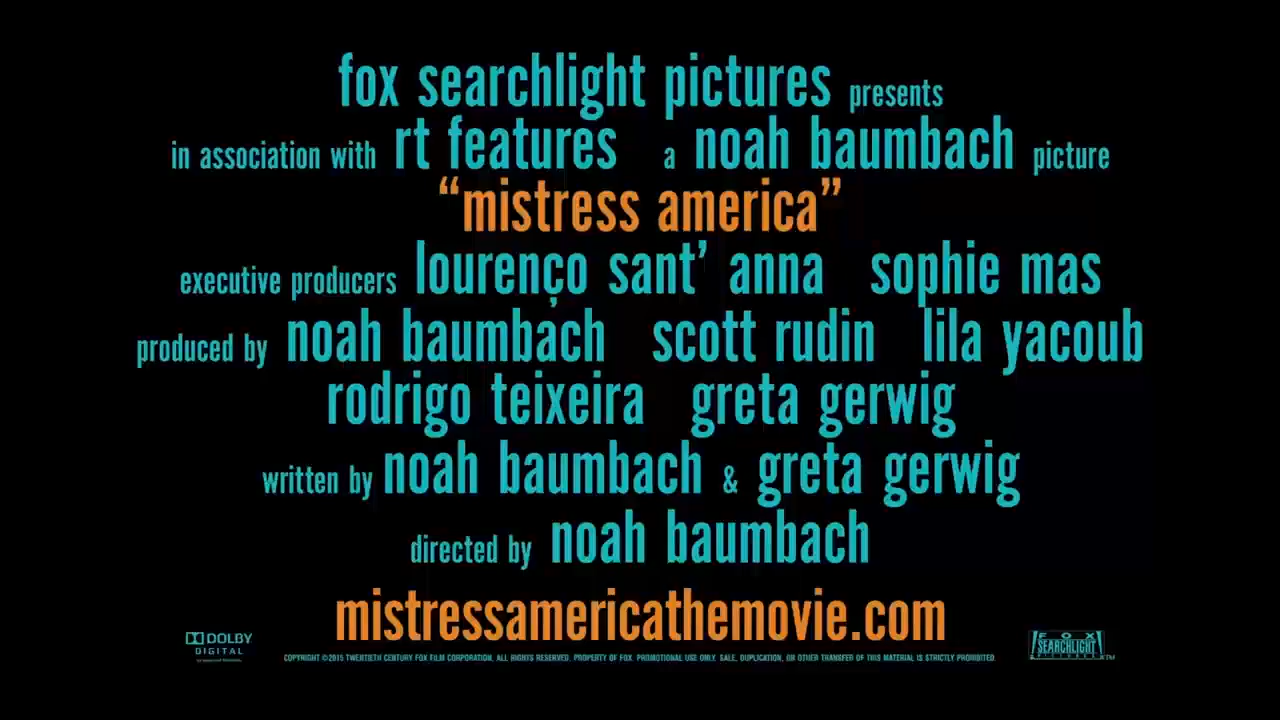 fox searchlight pictures presents
in association with rt features a noah baumbach picture
“mistress america”
executive producers lourenço sant’ anna sophie mas
produced by noah baumbach scott rudin lila yacoub
rodrigo teixeira greta gerwig
written by noah baumbach & greta gerwig
directed by noah baumbach
mistressamericathemovie.com
DOLBY
DIGITAL
FOX
SEARCHLIGHT
PICTURES TM
COPYRIGHT ©2015 TWENTIETH CENTURY FOX FILM CORPORATION. ALL RIGHTS RESERVED. PROPERTY OF FOX. PROMOTIONAL USE ONLY. SALE, DUPLICATION, OR OTHER TRANSFER OF THIS MATERIAL IS STRICTLY PROHIBITED.